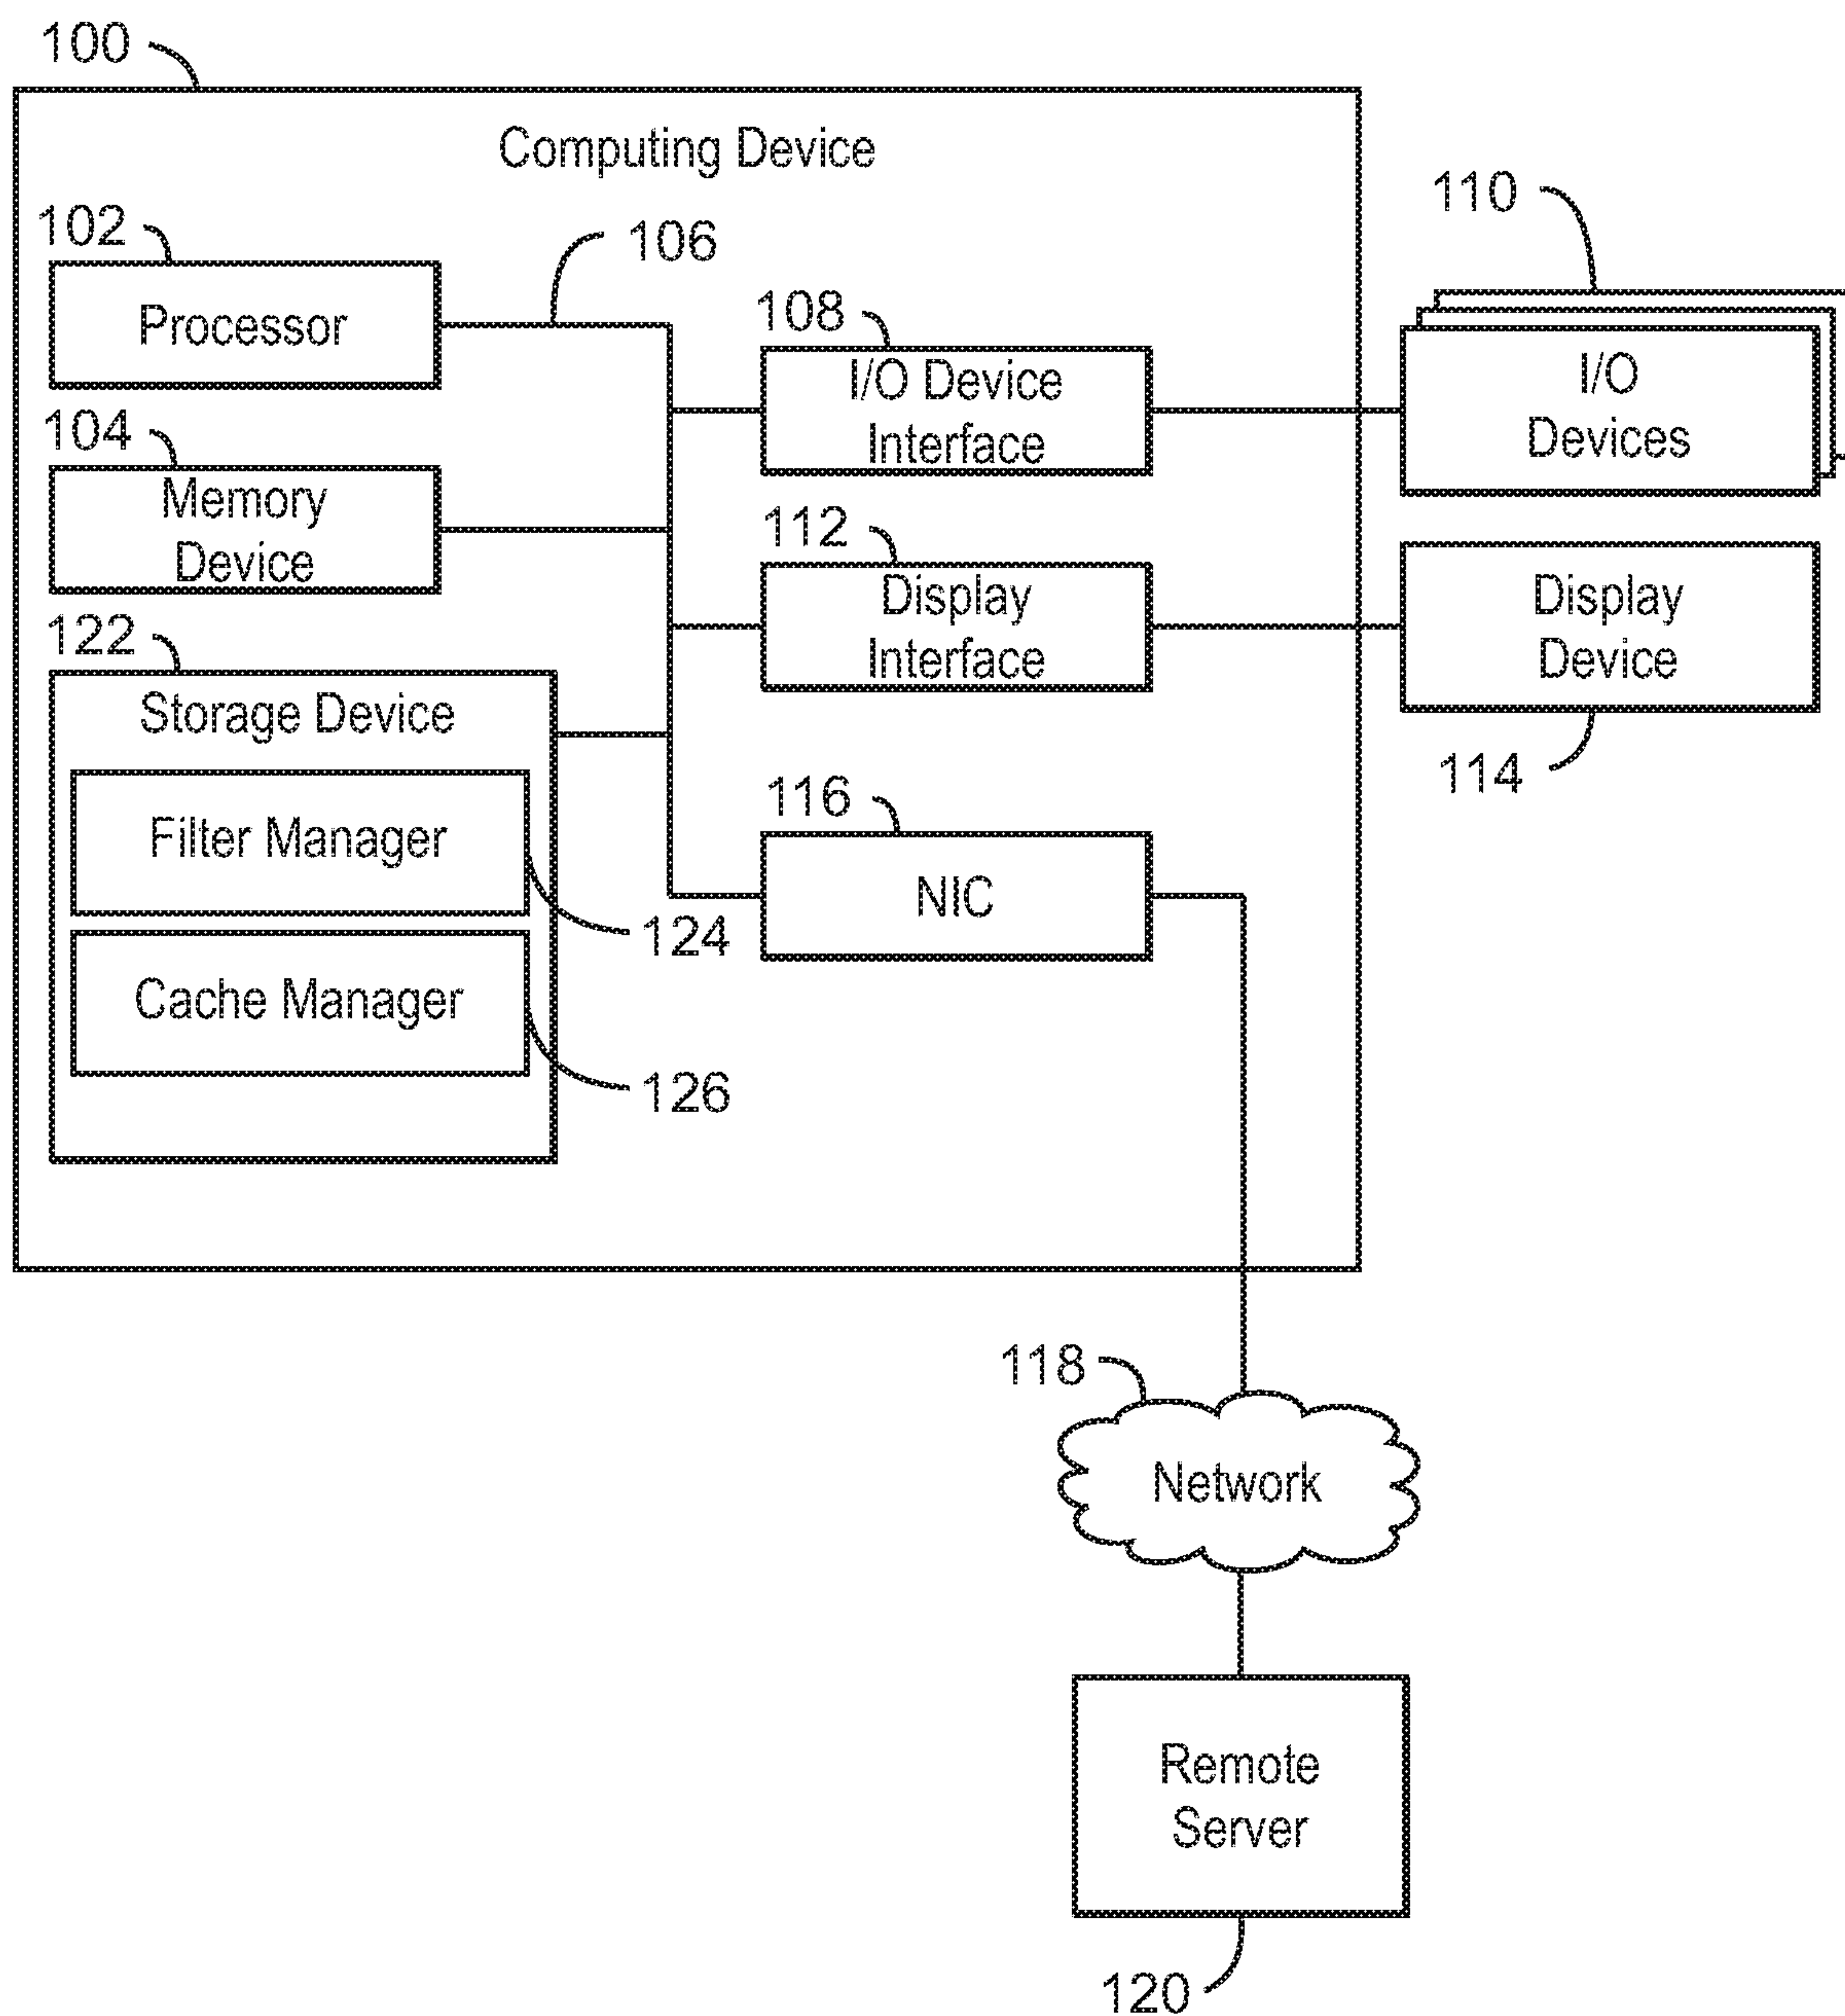 100
Computing Device
110
102
106
Processor
108
I/O Device
Interface
I/O
Devices
104
Memory
Device
112
Display
Interface
Display
Device
122
Storage Device
114
116
Filter Manager
NIC
124
Cache Manager
126
118
Network
Remote
Server
120